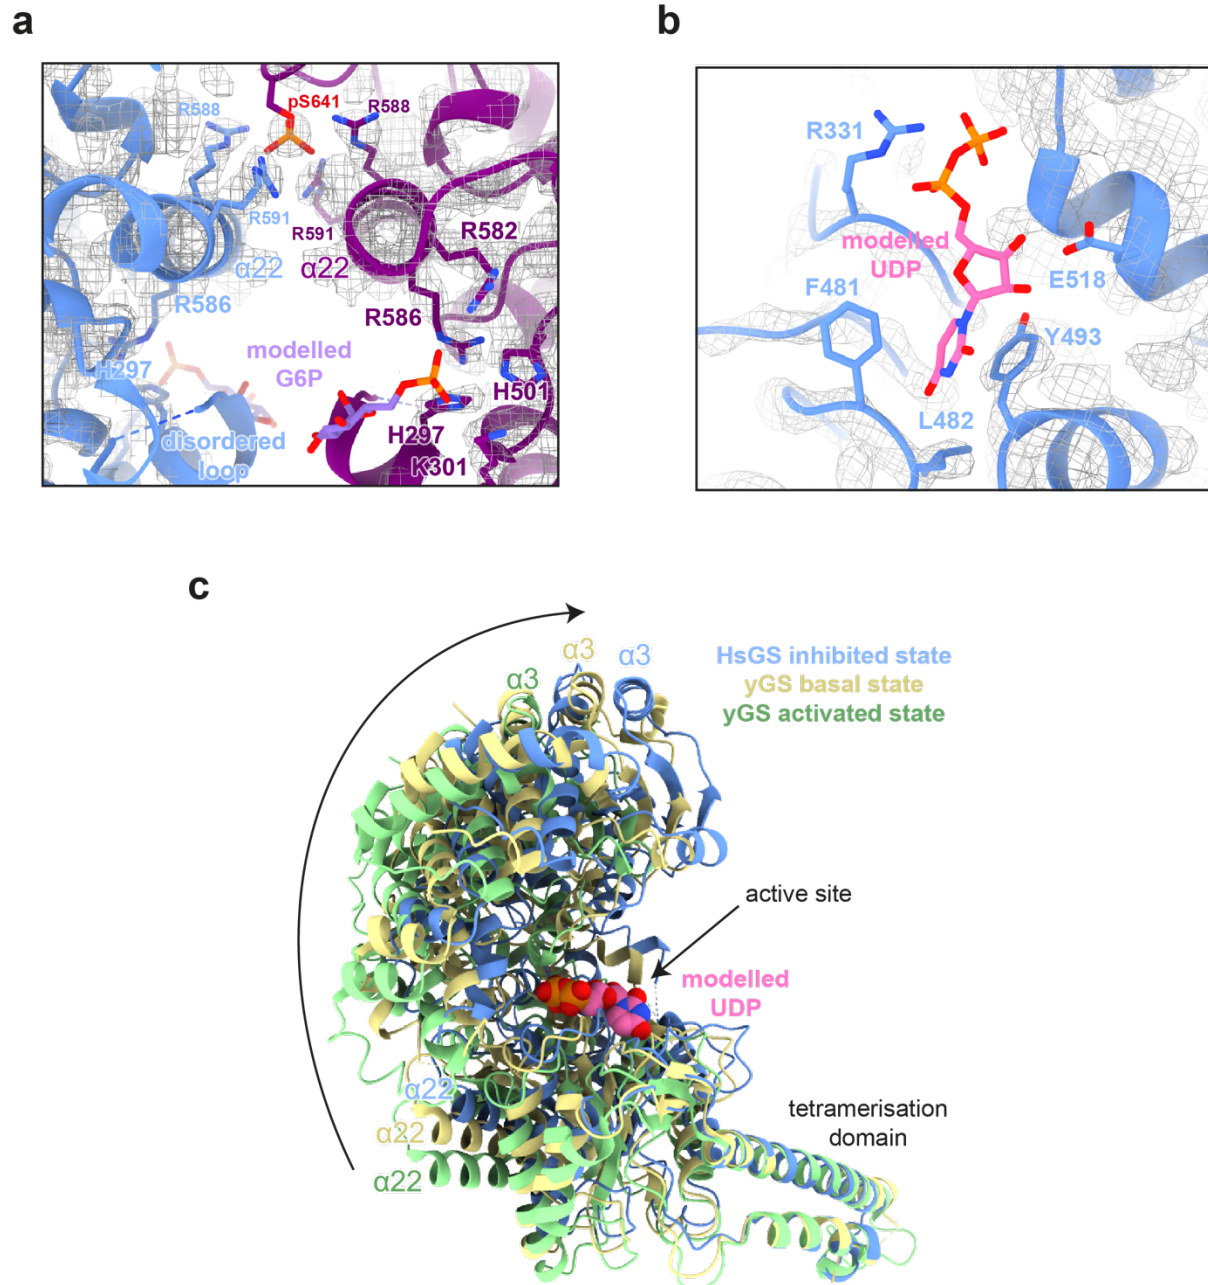 a
R588
pS641
R588
R591
R591
R582
α22
α22
R586
R586
modelled
G6P
H297
H501
disordered
loop
H297
K301
b
R331
modelled
UDP
E518
F481
Y493
L482
c
α3
α3
α3
HsGS inhibited state
yGS basal state
yGS activated state
active site
modelled
UDP
α22
α22
α22
tetramerisation
domain